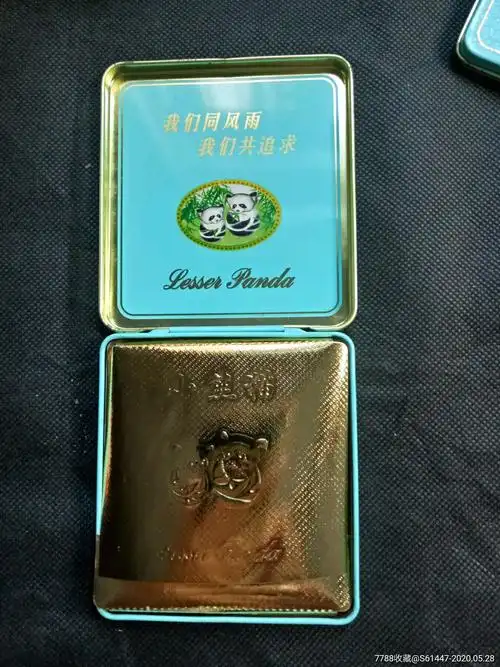 我们同风雨
我们共追求
Lesser Panda
小熊猫
Lesser Panda
7788收藏@S61447-2020.05.28